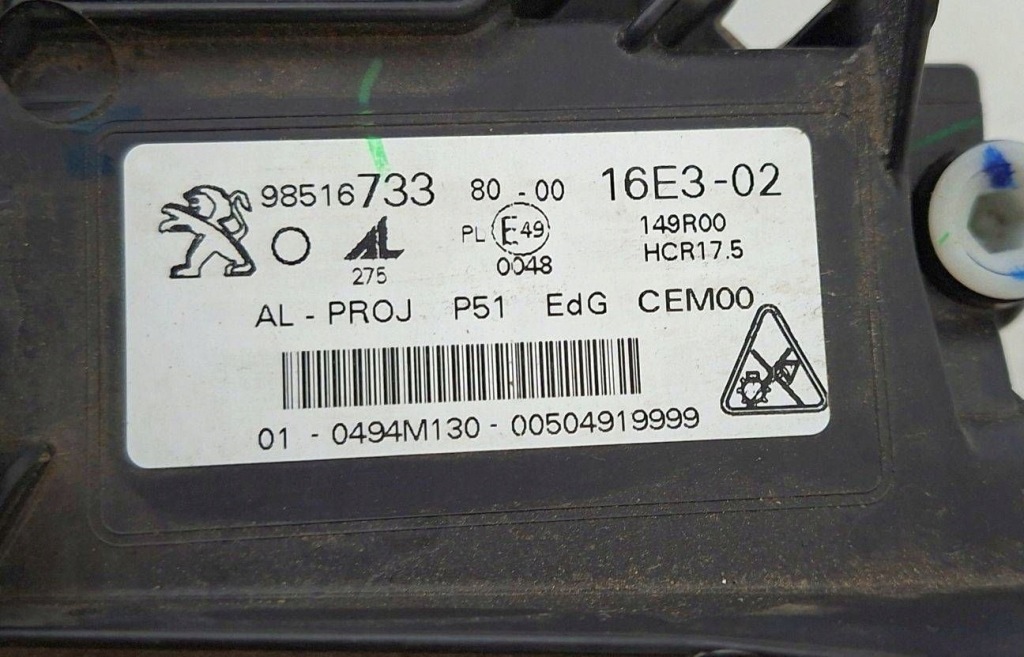 98516733 80 - 00 16E3-02
AL PL E49 149R00
275 0048 HCR17.5
AL - PROJ P51 EdG CEM00
01 - 0494M130 - 00504919999